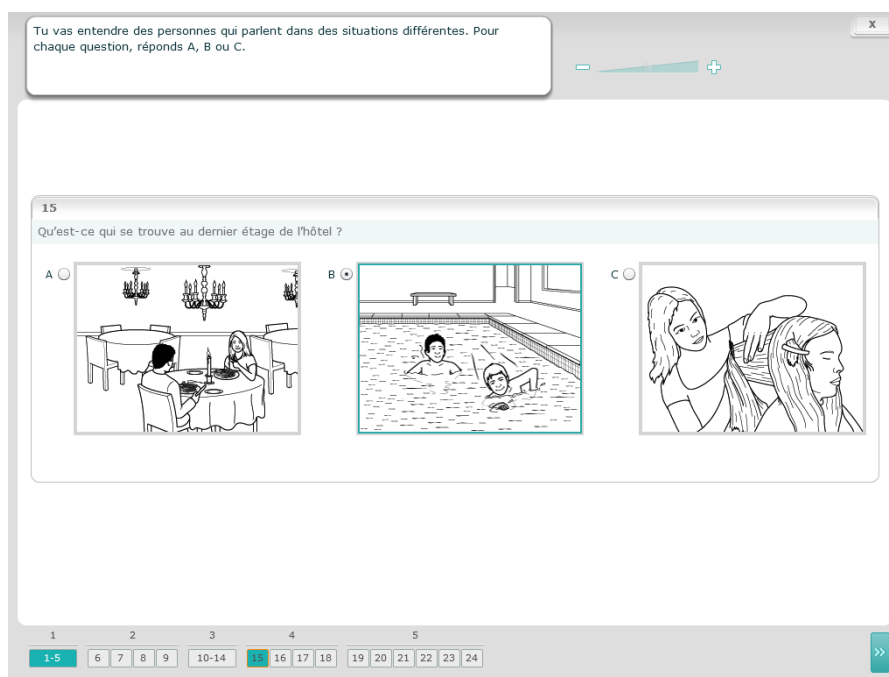 Tu vas entendre des personnes qui parlent dans des situations différentes. Pour
chaque question, réponds A, B ou C.
x
15
Qu'est-ce qui se trouve au dernier étage de l'hôtel ?
A B C
1 2 3 4 5
1-5 6 7 8 9 10-14 15 16 17 18 19 20 21 22 23 24